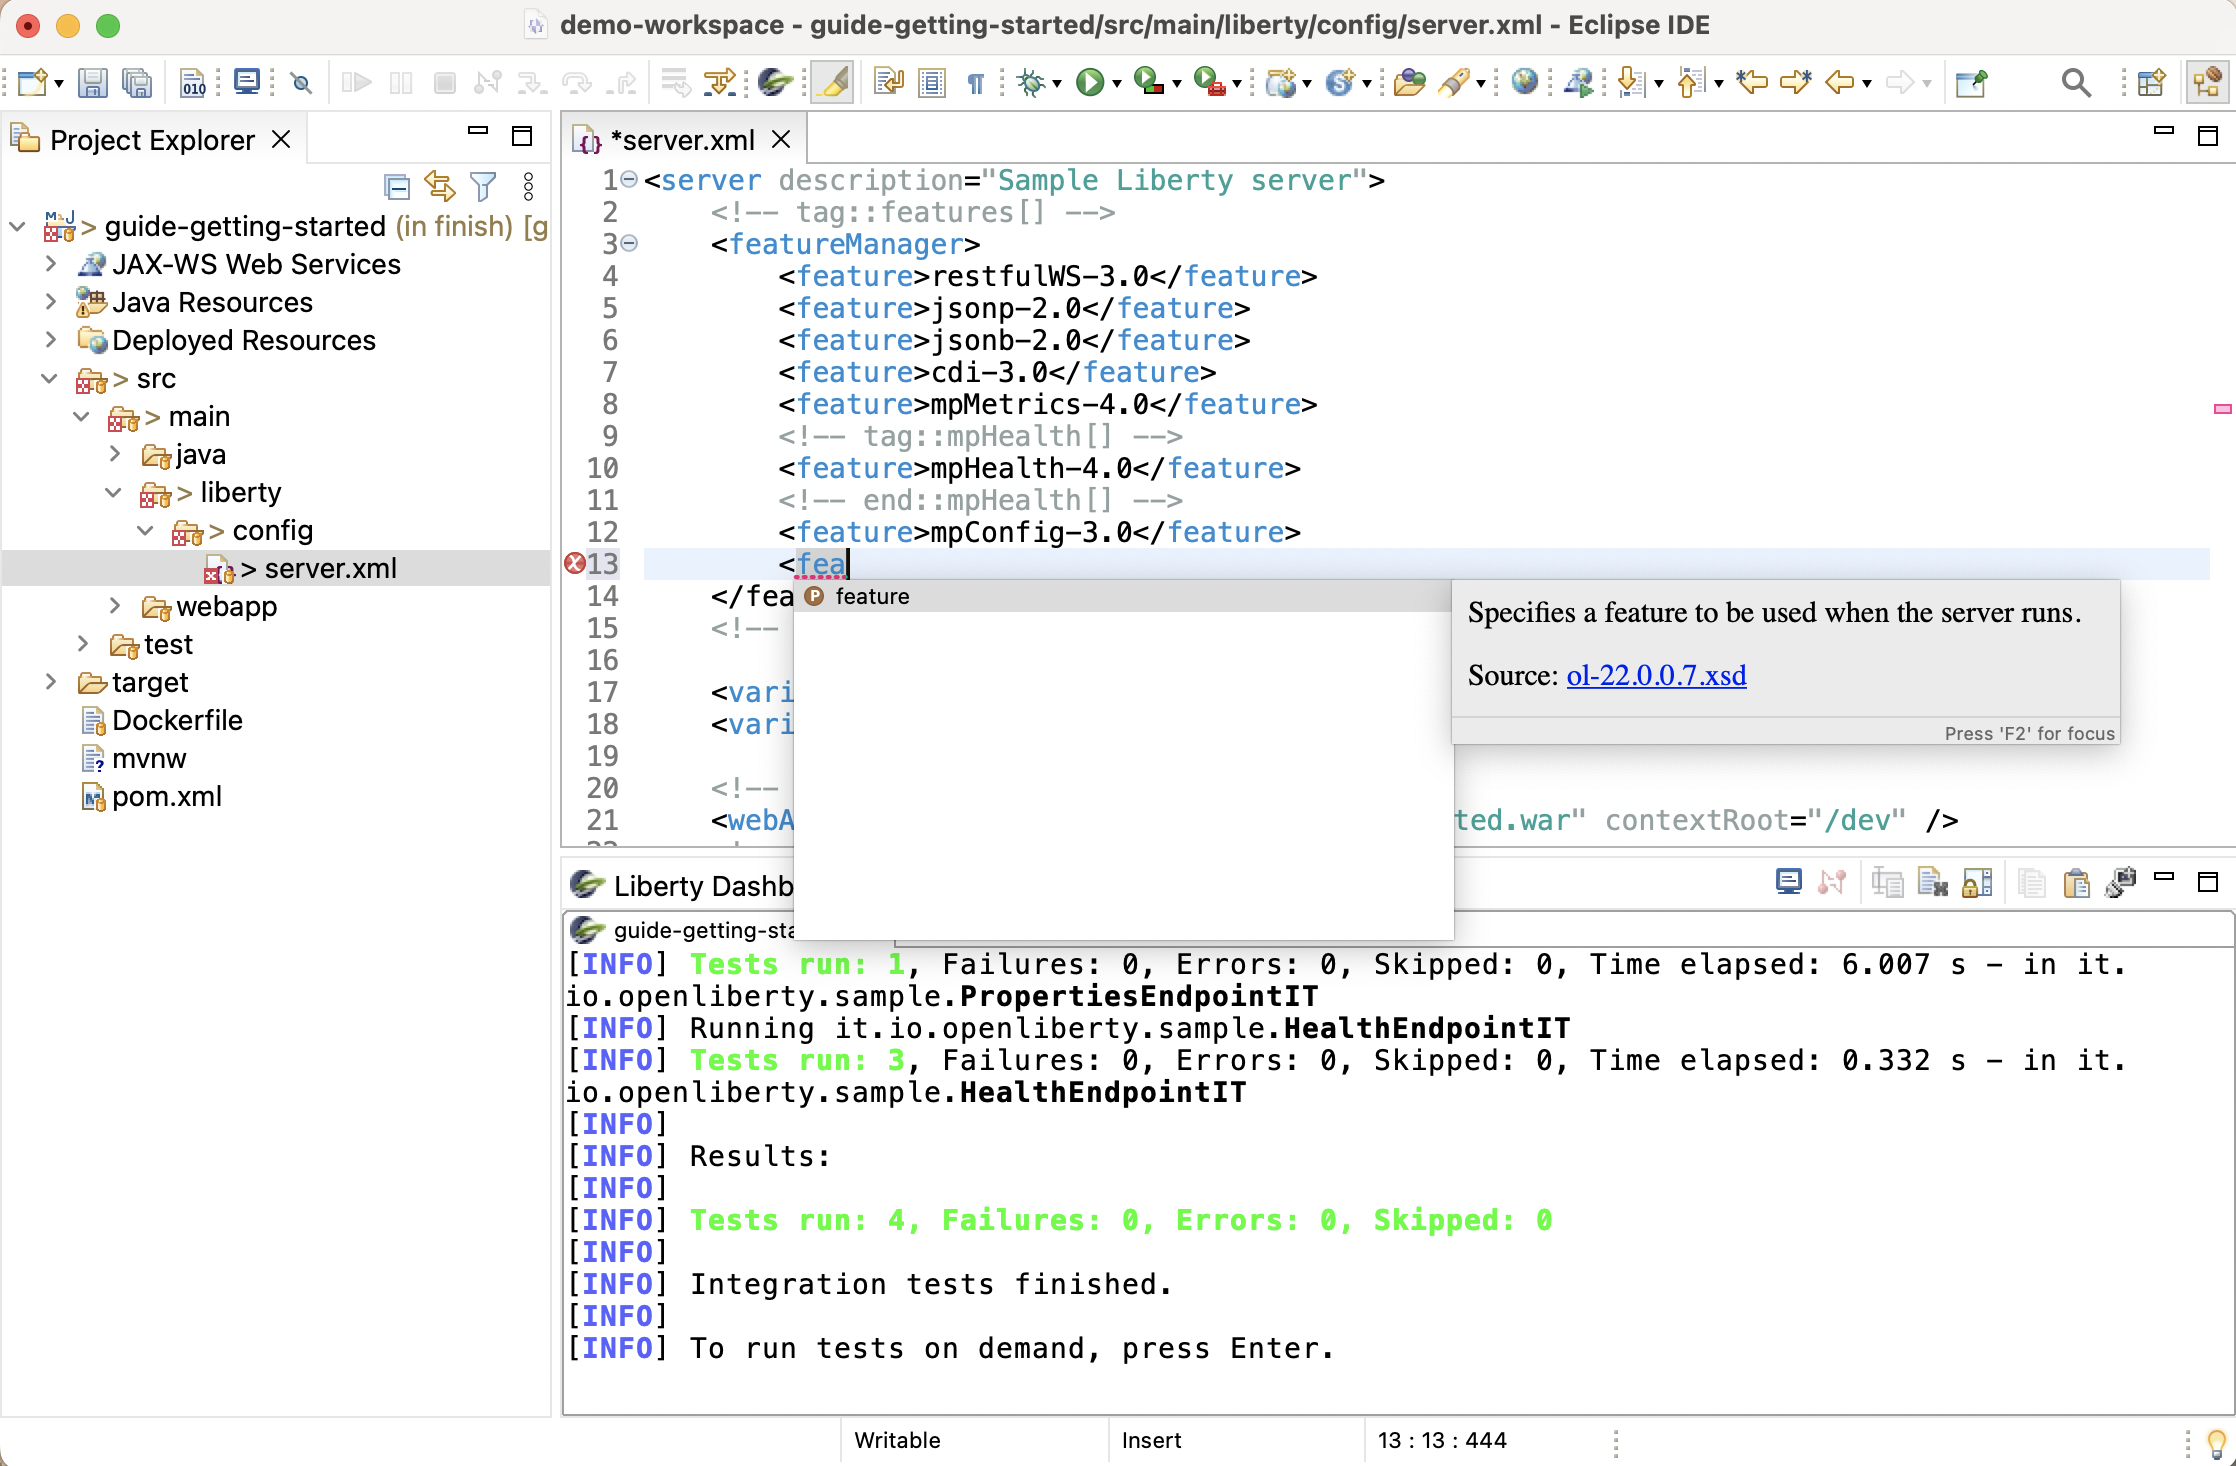 demo-workspace - guide-getting-started/src/main/liberty/config/server.xml - Eclipse IDE
010
Project Explorer
> guide-getting-started (in finish) [g
JAX-WS Web Services
Java Resources
Deployed Resources
> src
> main
java
> liberty
> config
> server.xml
webapp
test
target
Dockerfile
mvnw
pom.xml
*server.xml
1 <server description="Sample Liberty server">
2 <!-- tag::features[] -->
3 <featureManager>
4 <feature>restfulWS-3.0</feature>
5 <feature>jsonp-2.0</feature>
6 <feature>jsonb-2.0</feature>
7 <feature>cdi-3.0</feature>
8 <feature>mpMetrics-4.0</feature>
9 <!-- tag::mpHealth[] -->
10 <feature>mpHealth-4.0</feature>
11 <!-- end::mpHealth[] -->
12 <feature>mpConfig-3.0</feature>
13 <fea
14 </fea
15 <!--
16
17 <vari
18 <vari
19
20 <!--
21 <webA ted.war" contextRoot="/dev" />
P feature
Specifies a feature to be used when the server runs.
Source: ol-22.0.0.7.xsd
Press 'F2' for focus
Liberty Dashb
guide-getting-sta
[INFO] Tests run: 1, Failures: 0, Errors: 0, Skipped: 0, Time elapsed: 6.007 s - in it.
io.openliberty.sample.PropertiesEndpointIT
[INFO] Running it.io.openliberty.sample.HealthEndpointIT
[INFO] Tests run: 3, Failures: 0, Errors: 0, Skipped: 0, Time elapsed: 0.332 s - in it.
io.openliberty.sample.HealthEndpointIT
[INFO]
[INFO] Results:
[INFO]
[INFO] Tests run: 4, Failures: 0, Errors: 0, Skipped: 0
[INFO]
[INFO] Integration tests finished.
[INFO]
[INFO] To run tests on demand, press Enter.
Writable
Insert
13 : 13 : 444